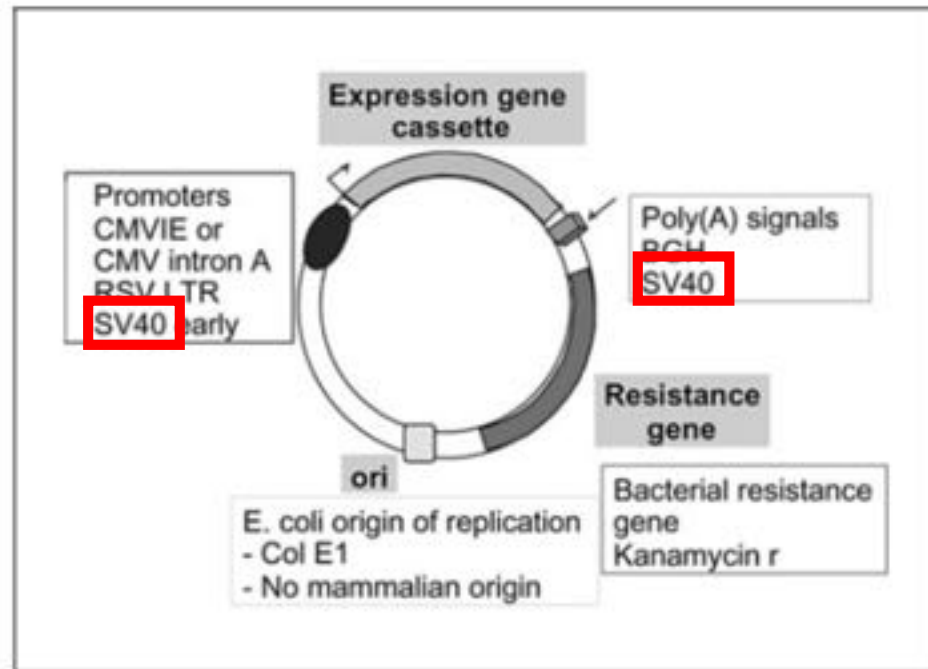 Expression gene
cassette
Promoters
CMVIE or
CMV intron A
RSV LTR
SV40 early
Poly(A) signals
BGH
SV40
Resistance
gene
ori
E. coli origin of replication
- Col E1
- No mammalian origin
Bacterial resistance
gene
Kanamycin r